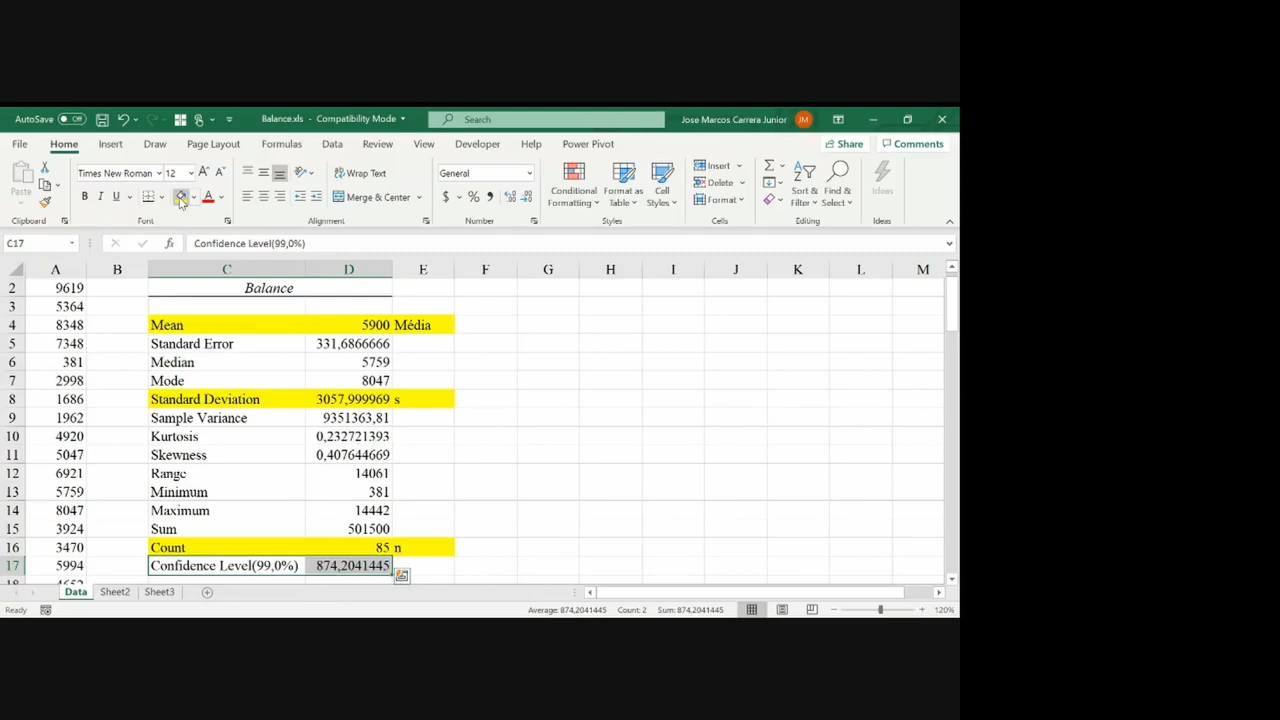 AutoSave Off Balance.xls - Compatibility Mode Search Jose Marcos Carrera Junior JM
File Home Insert Draw Page Layout Formulas Data Review View Developer Help Power Pivot Share Comments
Times New Roman 12 Wrap Text General Insert
Paste B I U Merge & Center $ % Conditional Formatting Format as Table Cell Styles Delete Format Sort & Filter Find & Select Ideas
Clipboard Font Alignment Number Styles Cells Editing Ideas
C17 fx Confidence Level(99,0%)
A B C D E F G H I J K L M
2 9619 Balance
3 5364
4 8348 Mean 5900 Média
5 7348 Standard Error 331,6866666
6 381 Median 5759
7 2998 Mode 8047
8 1686 Standard Deviation 3057,999969 s
9 1962 Sample Variance 9351363,81
10 4920 Kurtosis 0,232721393
11 5047 Skewness 0,407644669
12 6921 Range 14061
13 5759 Minimum 381
14 8047 Maximum 14442
15 3924 Sum 501500
16 3470 Count 85 n
17 5994 Confidence Level(99,0%) 874,2041445
18 4652
Data Sheet2 Sheet3
Ready Average: 874,2041445 Count: 2 Sum: 874,2041445 120%